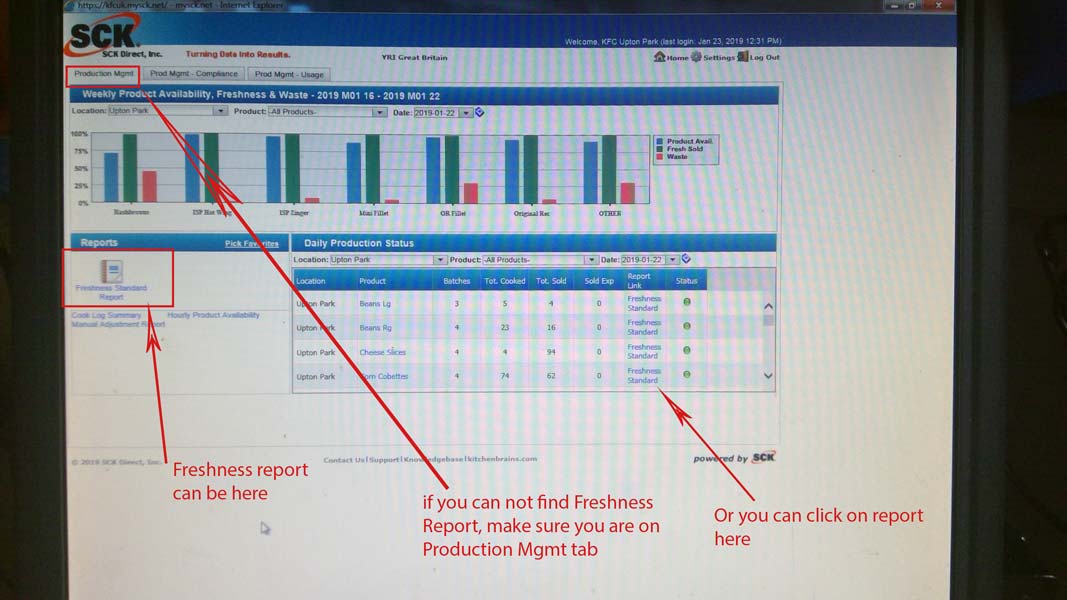 https://kfcuk.mysck.net/ - mysck.net - Internet Explorer
SCK
SCK Direct, Inc.
Turning Data Into Results.
YRI Great Britain
Welcome, KFC Upton Park (last login: Jan 23, 2019 12:31 PM)
Home Settings Log Out
Production Mgmt Prod Mgmt - Compliance Prod Mgmt - Usage
Weekly Product Availability, Freshness & Waste - 2019 M01 16 - 2019 M01 22
Location: Upton Park Product: -All Products- Date: 2019-01-22
100%
75%
50%
25%
0%
Product Avail.
Fresh Sold
Waste
Hashbrowns ISP Hot Wing ISP Zinger Mini Fillet OR Fillet Original Rec OTHER
Reports Pick Favorites
Freshness Standard
Report
Cook Log Summary Hourly Product Availability
Manual Adjustment Report
Daily Production Status
Location: Upton Park Product: -All Products- Date: 2019-01-22
Location Product Batches Tot. Cooked Tot. Sold Sold Exp Report Link Status
Upton Park Beans Lg 3 5 4 0 Freshness Standard
Upton Park Beans Rg 4 23 16 0 Freshness Standard
Upton Park Cheese Slices 4 4 94 0 Freshness Standard
Upton Park Corn Cobettes 4 74 62 0 Freshness Standard
© 2019 SCK Direct, Inc.
Contact Us | Support | Knowledgebase | kitchenbrains.com
powered by SCK
Freshness report
can be here
if you can not find Freshness
Report, make sure you are on
Production Mgmt tab
Or you can click on report
here